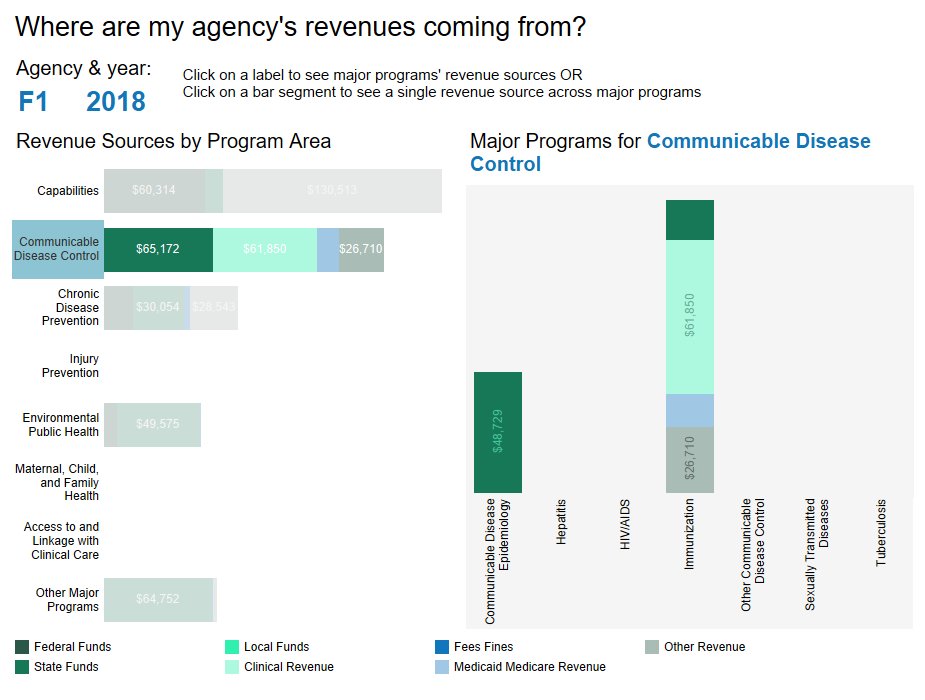 Where are my agency's revenues coming from?
Agency & year:
F1 2018
Click on a label to see major programs' revenue sources OR
Click on a bar segment to see a single revenue source across major programs
Revenue Sources by Program Area
Capabilities
$60,314
$130,513
Communicable
Disease Control
$65,172
$61,850
$26,710
Chronic
Disease
Prevention
$30,054
$28,543
Injury
Prevention
Environmental
Public Health
$49,575
Maternal, Child,
and Family
Health
Access to and
Linkage with
Clinical Care
Other Major
Programs
$64,752
Major Programs for Communicable Disease
Control
$48,729
$61,850
$26,710
Communicable Disease
Epidemiology
Hepatitis
HIV/AIDS
Immunization
Other Communicable
Disease Control
Sexually Transmitted
Diseases
Tuberculosis
Federal Funds
Local Funds
Fees Fines
Other Revenue
State Funds
Clinical Revenue
Medicaid Medicare Revenue